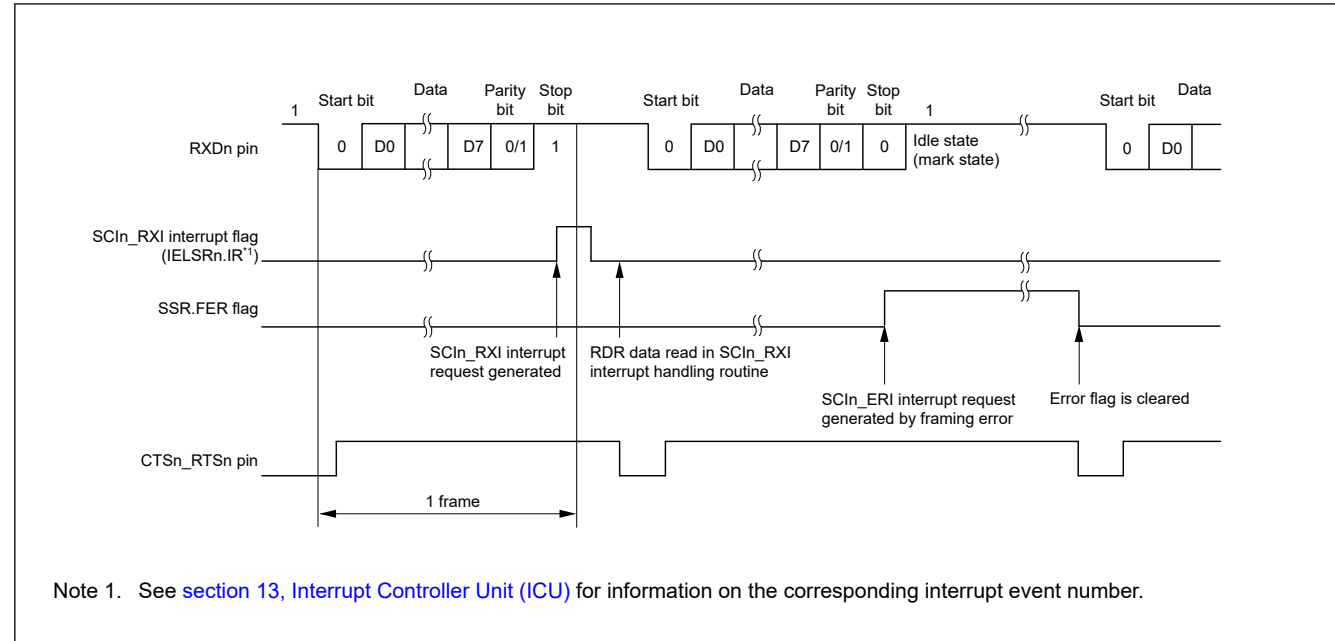 Start bit Data Parity bit Stop bit Start bit Data Parity bit Stop bit 1 Start bit Data
1
RXDn pin 0 D0 D7 0/1 1 0 D0 D7 0/1 0 Idle state (mark state) 0 D0
SCIn_RXI interrupt flag
(IELSRn.IR*1)
SSR.FER flag
SCIn_RXI interrupt
request generated
RDR data read in SCIn_RXI
interrupt handling routine
SCIn_ERI interrupt request
generated by framing error
Error flag is cleared
CTSn_RTSn pin
1 frame
Note 1. See section 13, Interrupt Controller Unit (ICU) for information on the corresponding interrupt event number.